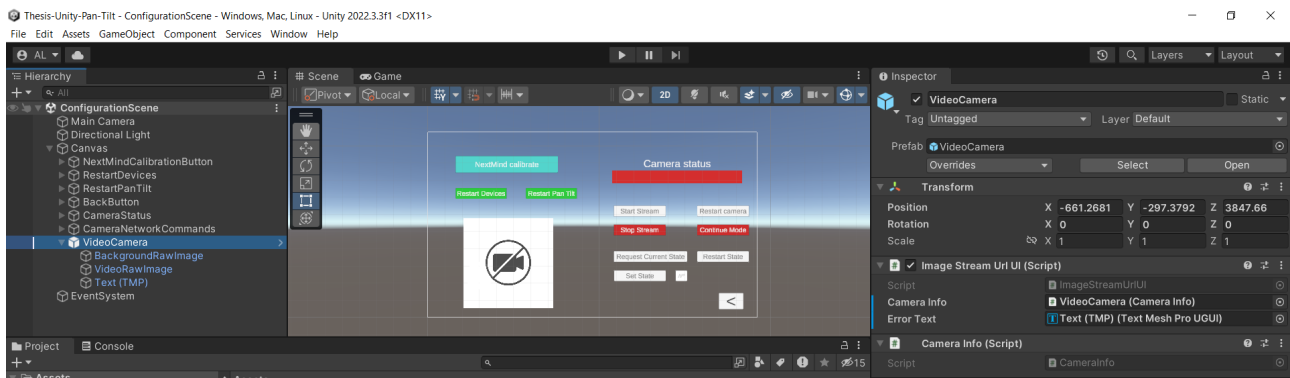 Thesis-Unity-Pan-Tilt - ConfigurationScene - Windows, Mac, Linux - Unity 2022.3.3f1 <DX11>
File Edit Assets GameObject Component Services Window Help
AL Layers Layout
Hierarchy
All
ConfigurationScene
Main Camera
Directional Light
Canvas
NextMindCalibrationButton
RestartDevices
RestartPanTilt
BackButton
CameraStatus
CameraNetworkCommands
VideoCamera
BackgroundRawImage
VideoRawImage
Text (TMP)
EventSystem
Scene Game
Pivot Local 2D
NextMind calibrate
Restart Devices Restart Pan Tilt
Camera status
Start Stream Restart camera
Stop Stream Continue Mode
Request Current State Restart State
Set State
<
Project Console
15
Assets
Inspector
VideoCamera Static
Tag Untagged Layer Default
Prefab VideoCamera
Overrides Select Open
Transform
Position X -661.2681 Y -297.3792 Z 3847.66
Rotation X 0 Y 0 Z 0
Scale X 1 Y 1 Z 1
Image Stream Url UI (Script)
Script ImageStreamUrlUI
Camera Info VideoCamera (Camera Info)
Error Text Text (TMP) (Text Mesh Pro UGUI)
Camera Info (Script)
Script CameraInfo